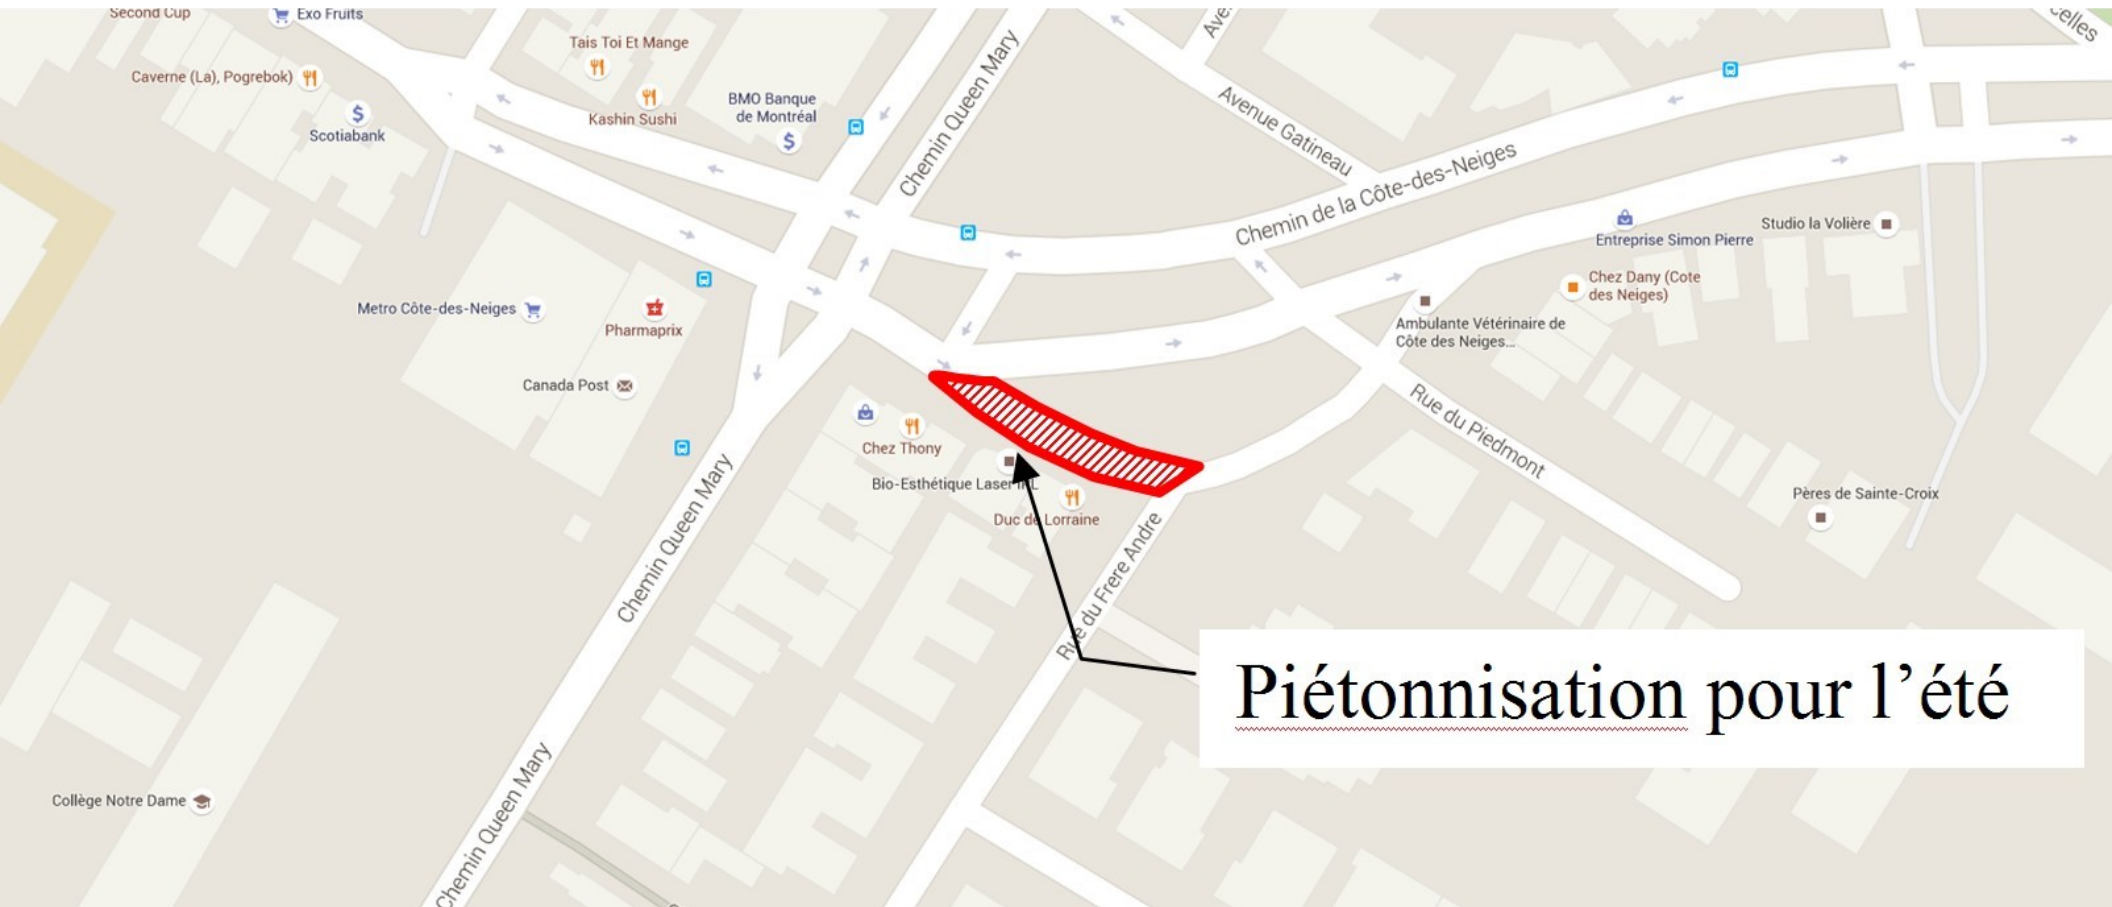 Second Cup
Exo Fruits
Tais Toi Et Mange
Caverne (La), Pogrebok)
Kashin Sushi
Scotiabank
BMO Banque
de Montréal
Chemin Queen Mary
Avenue Gatineau
Chemin de la Côte-des-Neiges
Studio la Volière
Entreprise Simon Pierre
Chez Dany (Cote
des Neiges)
Metro Côte-des-Neiges
Pharmaprix
Ambulante Vétérinaire de
Côte des Neiges...
Canada Post
Rue du Piedmont
Chez Thony
Bio-Esthétique Laser
Duc de Lorraine
Chemin Queen Mary
Rue du Frere Andre
Pères de Sainte-Croix
Piétonnisation pour l'été
Collège Notre Dame
Chemin Queen Mary